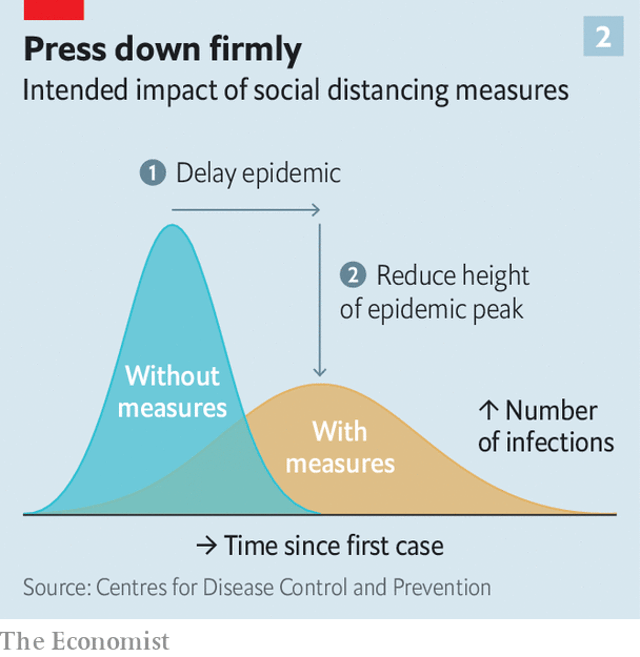 2
Press down firmly
Intended impact of social distancing measures
1 Delay epidemic
2 Reduce height
of epidemic peak
Without
measures
With
measures
↑ Number
of infections
→ Time since first case
Source: Centres for Disease Control and Prevention
The Economist